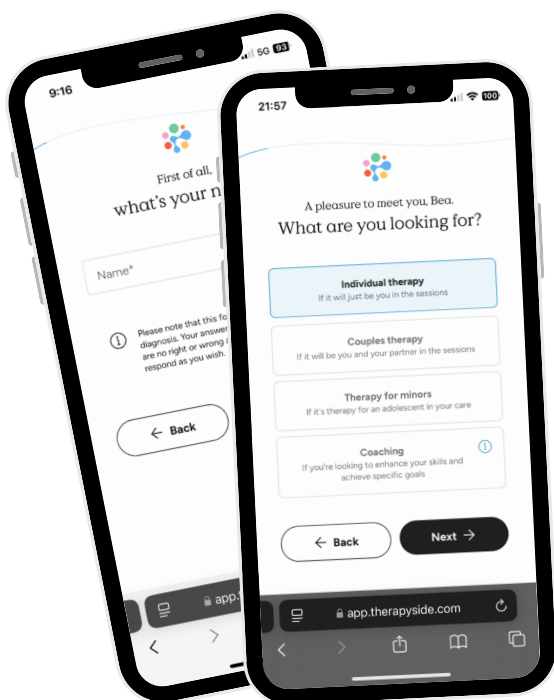 9:16
5G 93
First of all,
what's your n
Name*
Please note that this fo
diagnosis. Your answer
are no right or wrong
respond as you wish.
← Back
app.
21:57
100
A pleasure to meet you, Bea.
What are you looking for?
Individual therapy
If it will just be you in the sessions
Couples therapy
If it will be you and your partner in the sessions
Therapy for minors
If it's therapy for an adolescent in your care
Coaching
If you're looking to enhance your skills and
achieve specific goals
← Back
Next →
app.therapyside.com